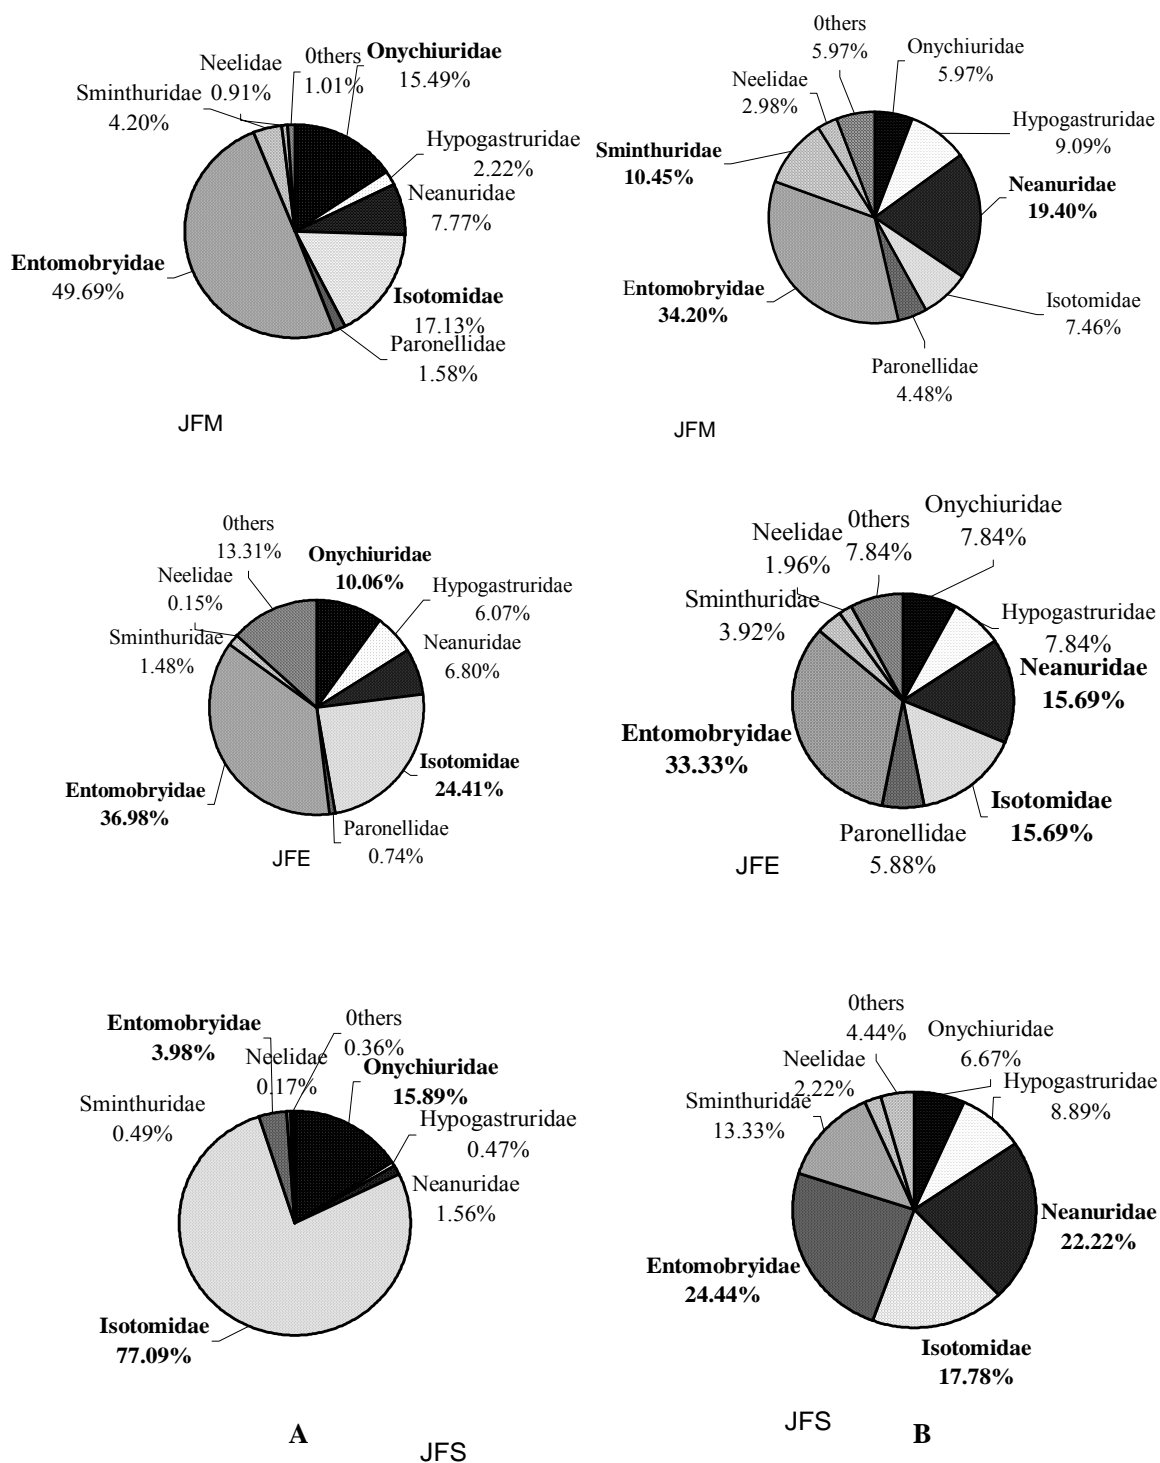 Onychiuridae
15.49%
0thers
1.01%
Neelidae
0.91%
Sminthuridae
4.20%
Hypogastruridae
2.22%
Neanuridae
7.77%
Entomobryidae
49.69%
Isotomidae
17.13%
Paronellidae
1.58%
JFM
0thers
5.97%
Onychiuridae
5.97%
Neelidae
2.98%
Hypogastruridae
9.09%
Sminthuridae
10.45%
Neanuridae
19.40%
Entomobryidae
34.20%
Isotomidae
7.46%
Paronellidae
4.48%
JFM
0thers
13.31%
Onychiuridae
10.06%
Neelidae
0.15%
Hypogastruridae
6.07%
Sminthuridae
1.48%
Neanuridae
6.80%
Isotomidae
24.41%
Entomobryidae
36.98%
Paronellidae
0.74%
JFE
Onychiuridae
7.84%
0thers
7.84%
Neelidae
1.96%
Sminthuridae
3.92%
Hypogastruridae
7.84%
Neanuridae
15.69%
Entomobryidae
33.33%
Isotomidae
15.69%
Paronellidae
5.88%
JFE
Entomobryidae
3.98%
0thers
0.36%
Neelidae
0.17%
Onychiuridae
15.89%
Sminthuridae
0.49%
Hypogastruridae
0.47%
Neanuridae
1.56%
Isotomidae
77.09%
A
JFS
0thers
4.44%
Onychiuridae
6.67%
Neelidae
2.22%
Hypogastruridae
8.89%
Sminthuridae
13.33%
Neanuridae
22.22%
Entomobryidae
24.44%
Isotomidae
17.78%
JFS
B